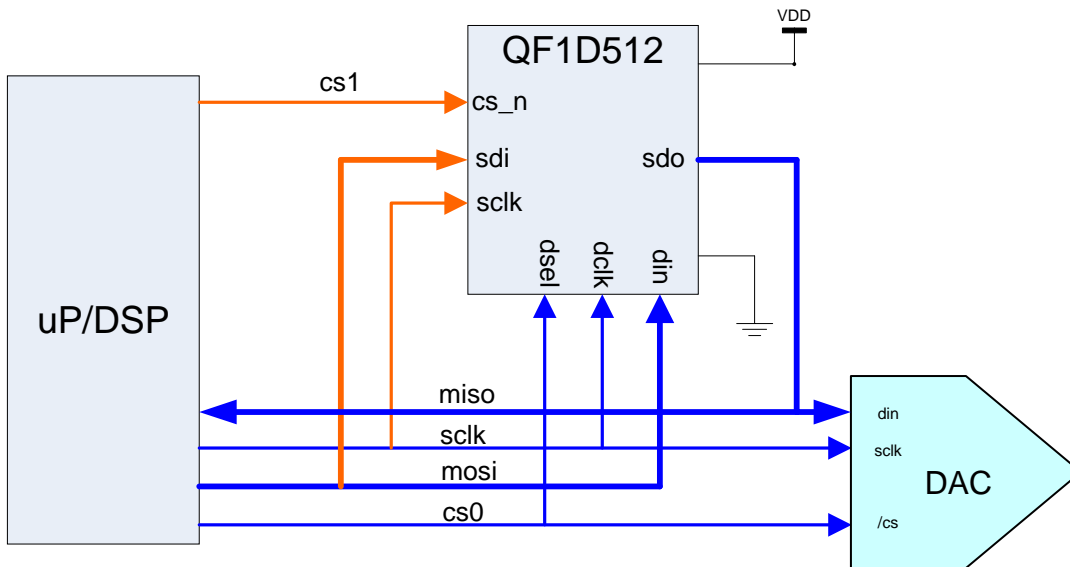 VDD
QF1D512
cs1
cs_n
sdi
sdo
sclk
dsel
dclk
din
uP/DSP
miso
din
sclk
sclk
mosi
DAC
cs0
/cs